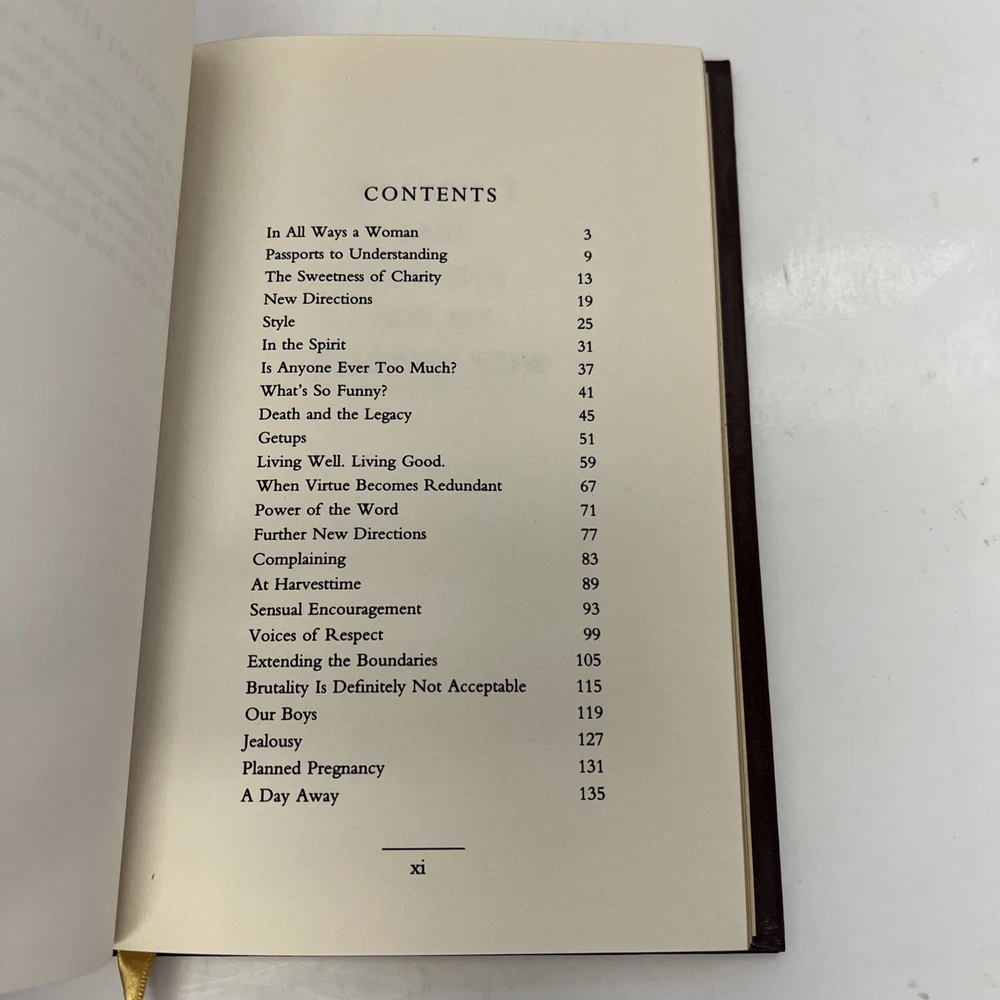 CONTENTS
In All Ways a Woman 3
Passports to Understanding 9
The Sweetness of Charity 13
New Directions 19
Style 25
In the Spirit 31
Is Anyone Ever Too Much? 37
What's So Funny? 41
Death and the Legacy 45
Getups 51
Living Well. Living Good. 59
When Virtue Becomes Redundant 67
Power of the Word 71
Further New Directions 77
Complaining 83
At Harvesttime 89
Sensual Encouragement 93
Voices of Respect 99
Extending the Boundaries 105
Brutality Is Definitely Not Acceptable 115
Our Boys 119
Jealousy 127
Planned Pregnancy 131
A Day Away 135
xi